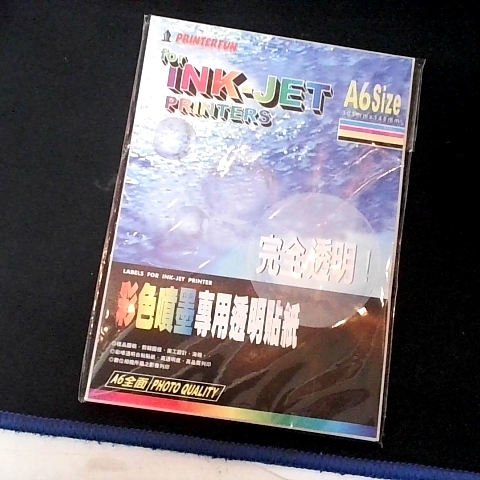 PRINTERFUN
for
INK-JET
PRINTERS
A6Size
105mmx148mm
完全透明！
LABELS FOR INK-JET PRINTER
彩色噴墨專用透明貼紙
A6全面 PHOTO QUALITY